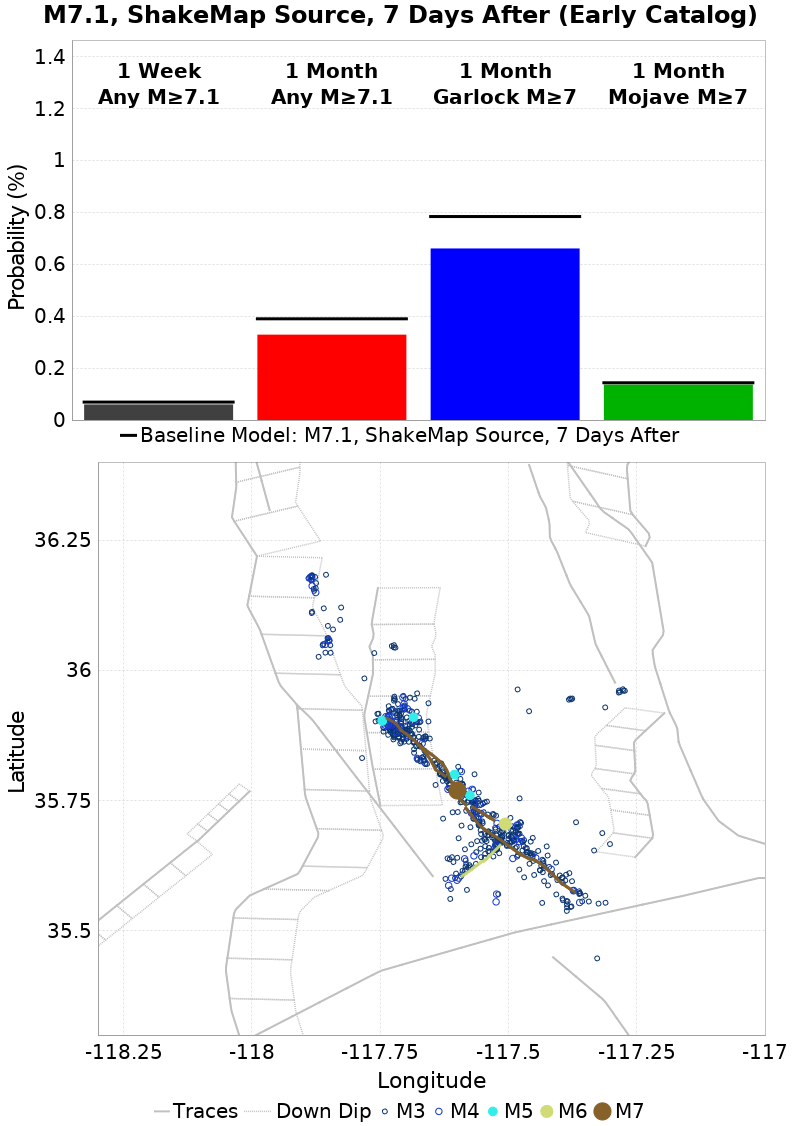 M7.1, ShakeMap Source, 7 Days After (Early Catalog)
1 Week
Any M≥7.1
1 Month
Any M≥7.1
1 Month
Garlock M≥7
1 Month
Mojave M≥7
Probability (%)
1.4
1.2
1
0.8
0.6
0.4
0.2
0
Baseline Model: M7.1, ShakeMap Source, 7 Days After
Latitude
36.25
36
35.75
35.5
-118.25
-118
-117.75
-117.5
-117.25
-117
Longitude
Traces Down Dip M3 M4 M5 M6 M7